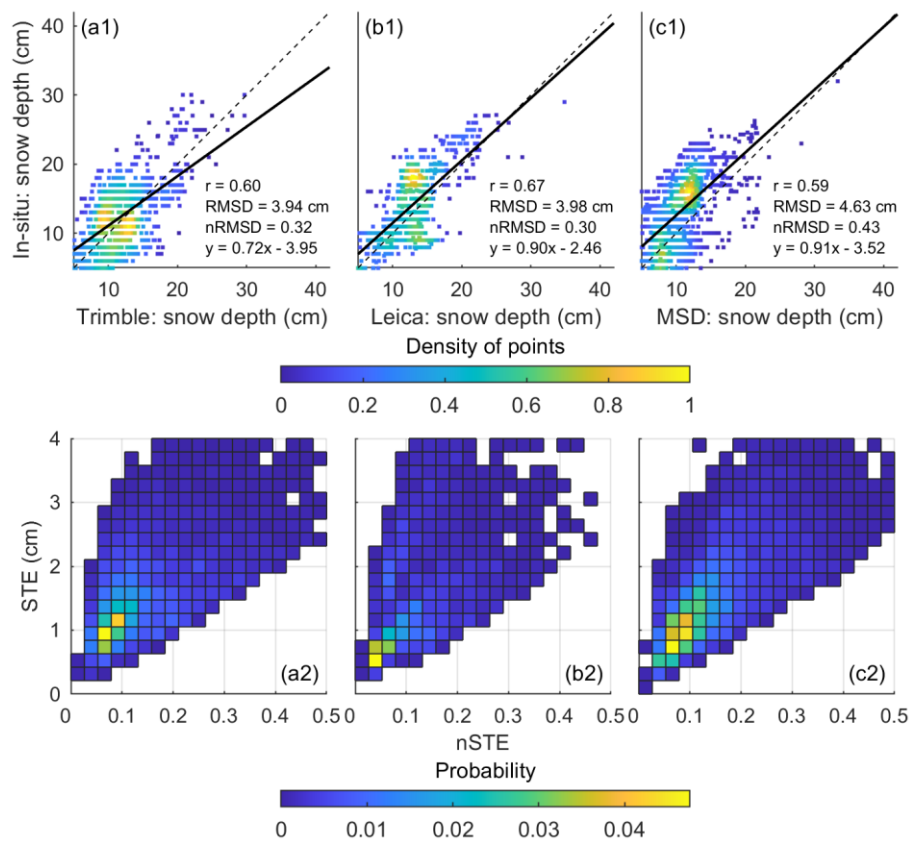 (a1)
(b1)
(c1)
In-situ: snow depth (cm)
40
30
20
10
r = 0.60
RMSD = 3.94 cm
nRMSD = 0.32
y = 0.72x - 3.95
r = 0.67
RMSD = 3.98 cm
nRMSD = 0.30
y = 0.90x - 2.46
r = 0.59
RMSD = 4.63 cm
nRMSD = 0.43
y = 0.91x - 3.52
10 20 30 40
10 20 30 40
10 20 30 40
Trimble: snow depth (cm)
Leica: snow depth (cm)
MSD: snow depth (cm)
Density of points
0 0.2 0.4 0.6 0.8 1
STE (cm)
4
3
2
1
0
(a2)
(b2)
(c2)
0 0.1 0.2 0.3 0.4 0.5
0 0.1 0.2 0.3 0.4 0.5
0 0.1 0.2 0.3 0.4 0.5
nSTE
Probability
0 0.01 0.02 0.03 0.04